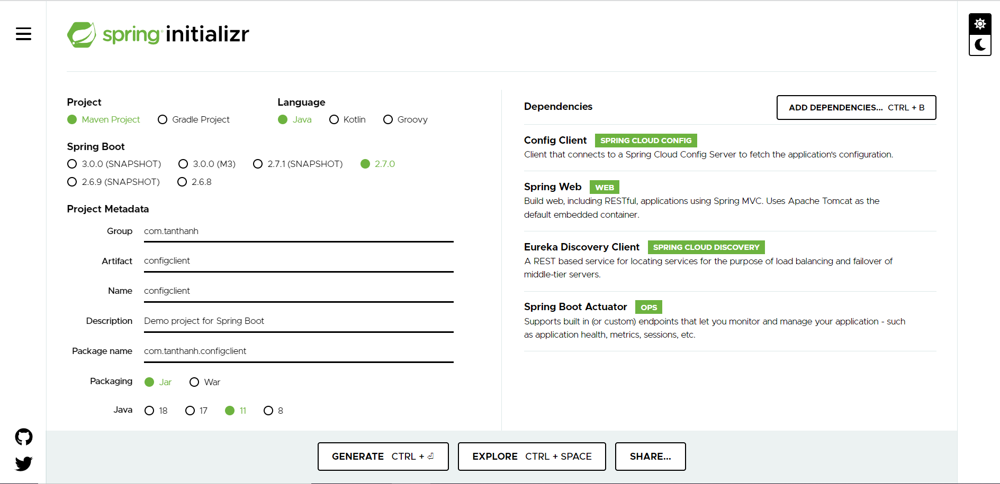 spring initializr
Project
Maven Project Gradle Project
Language
Java Kotlin Groovy
Spring Boot
3.0.0 (SNAPSHOT) 3.0.0 (M3) 2.7.1 (SNAPSHOT) 2.7.0
2.6.9 (SNAPSHOT) 2.6.8
Project Metadata
Group com.tanthanh
Artifact configclient
Name configclient
Description Demo project for Spring Boot
Package name com.tanthanh.configclient
Packaging Jar War
Java 18 17 11 8
Dependencies
ADD DEPENDENCIES... CTRL + B
Config Client SPRING CLOUD CONFIG
Client that connects to a Spring Cloud Config Server to fetch the application's configuration.
Spring Web WEB
Build web, including RESTful, applications using Spring MVC. Uses Apache Tomcat as the
default embedded container.
Eureka Discovery Client SPRING CLOUD DISCOVERY
A REST based service for locating services for the purpose of load balancing and failover of
middle-tier servers.
Spring Boot Actuator OPS
Supports built in (or custom) endpoints that let you monitor and manage your application - such
as application health, metrics, sessions, etc.
GENERATE CTRL + ⏎
EXPLORE CTRL + SPACE
SHARE...